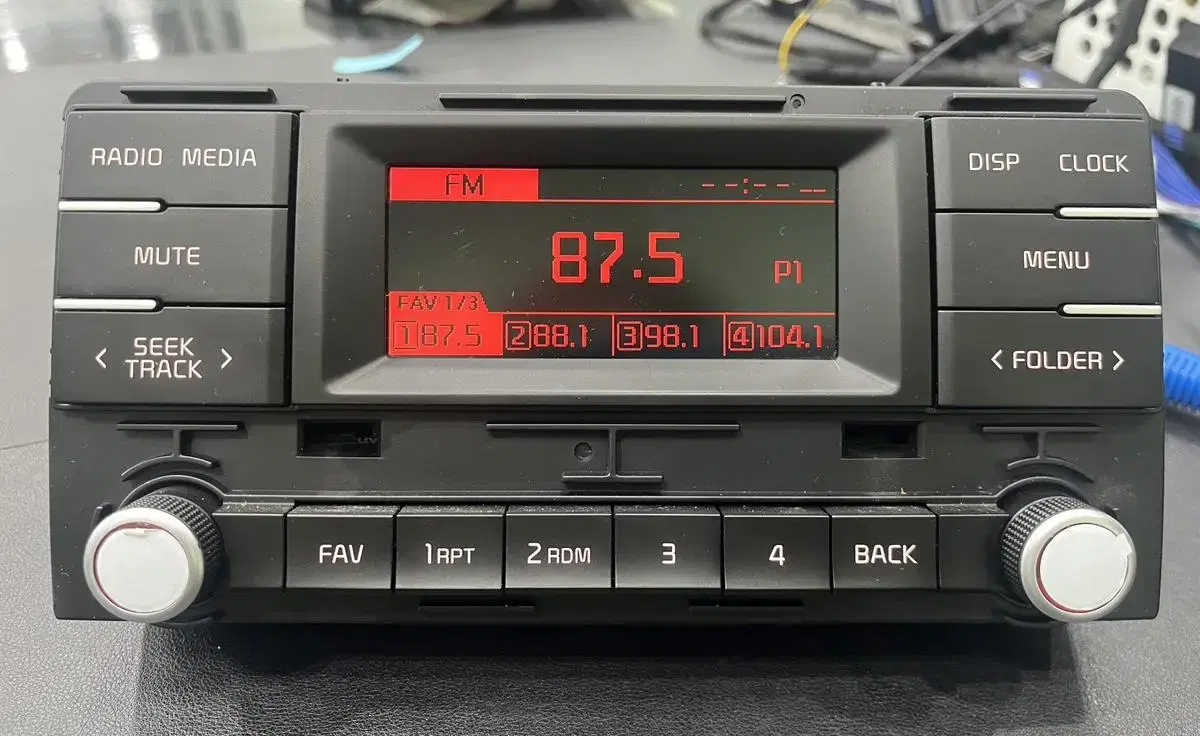 RADIO MEDIA
MUTE
< SEEK TRACK >
FM --:-- --
87.5 P1
FAV 1/3
1 87.5 2 88.1 3 98.1 4 104.1
DISP CLOCK
MENU
< FOLDER >
FAV 1 RPT 2 RDM 3 4 BACK